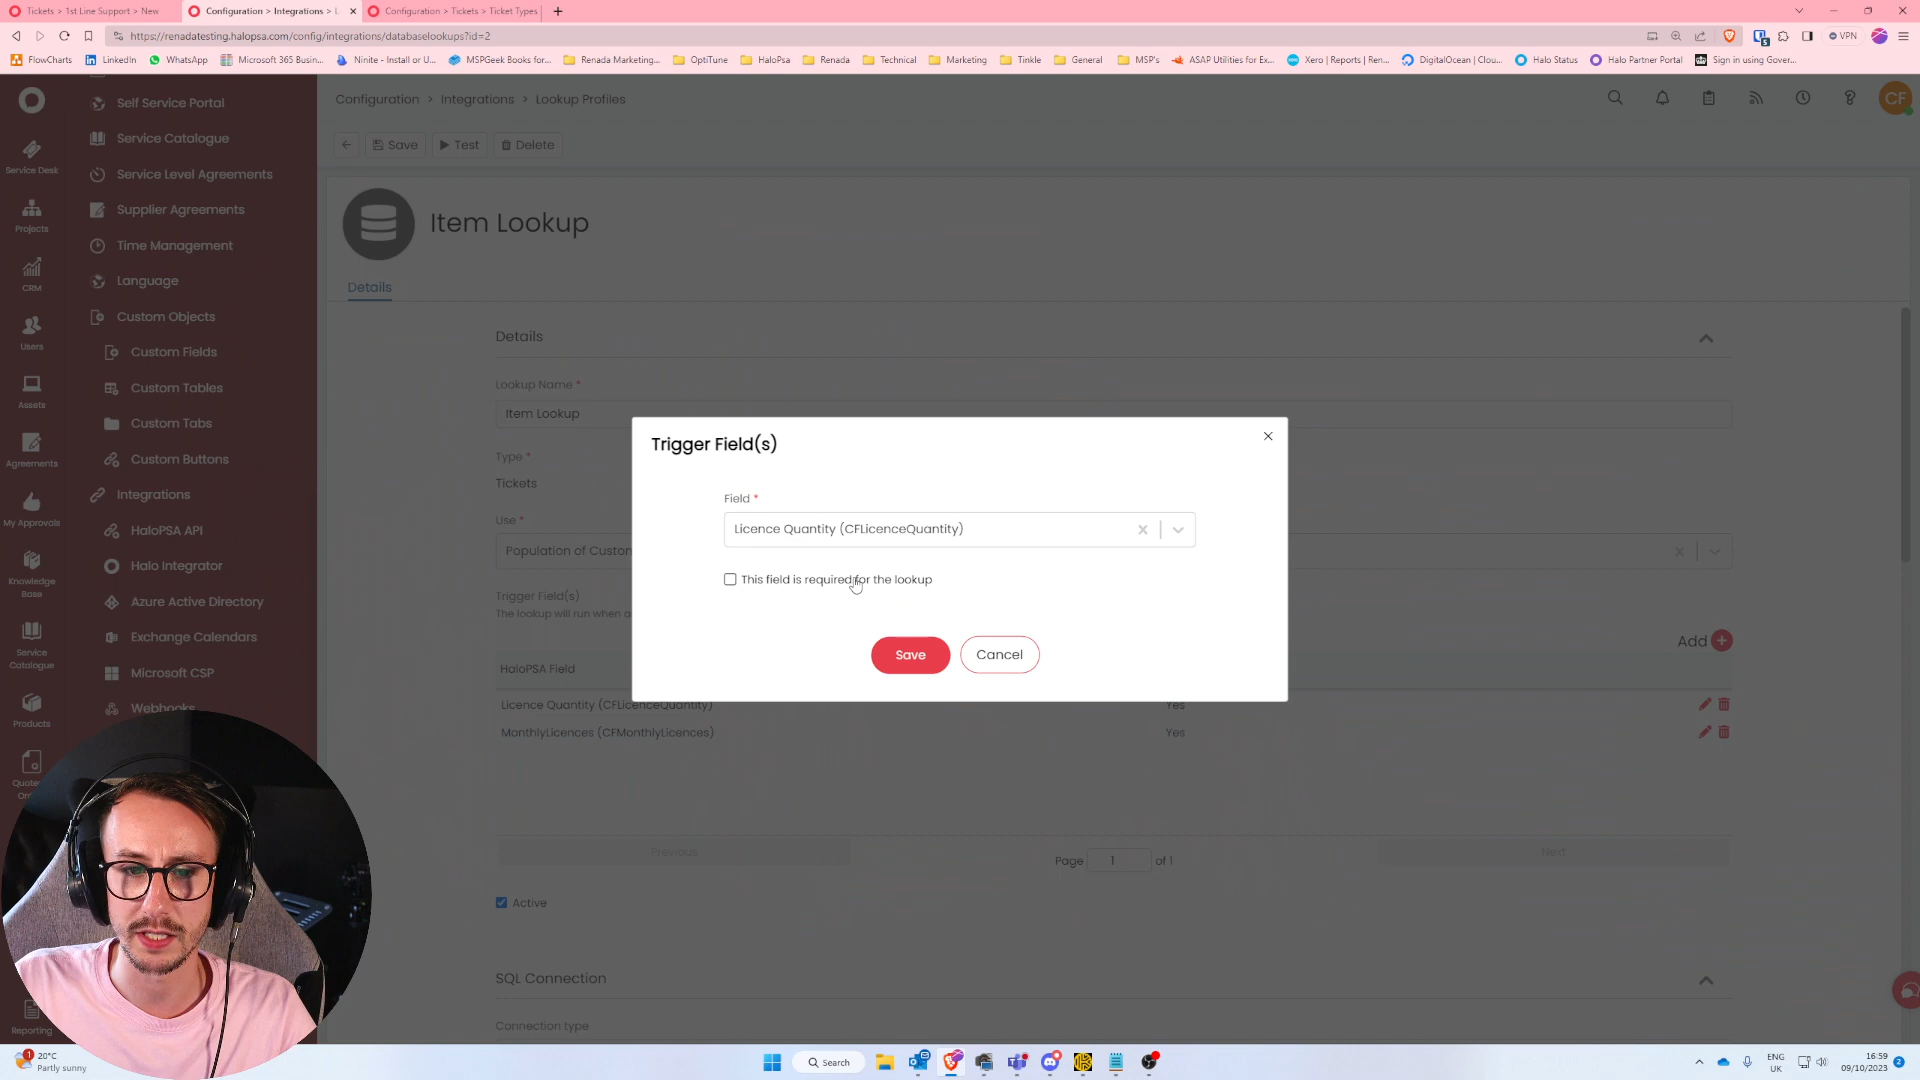 Tickets > 1st Line Support > New
Configuration > Integrations > L
Configuration > Tickets > Ticket Types
https://renadatesting.halopsa.com/config/integrations/databaselookups?id=2
VPN
FlowCharts
LinkedIn
WhatsApp
Microsoft 365 Busin...
Ninite - Install or U...
MSPGeek Books for...
Renada Marketing...
OptiTune
HaloPsa
Renada
Technical
Marketing
Tinkle
General
MSP's
ASAP Utilities for Ex...
Xero | Reports | Ren...
DigitalOcean | Clou...
Halo Status
Halo Partner Portal
Sign in using Gover...
Service Desk
Projects
CRM
Users
Assets
Agreements
My Approvals
Knowledge
Base
Service
Catalogue
Products
Reporting
Self Service Portal
Service Catalogue
Service Level Agreements
Supplier Agreements
Time Management
Language
Custom Objects
Custom Fields
Custom Tables
Custom Tabs
Custom Buttons
Integrations
HaloPSA API
Halo Integrator
Azure Active Directory
Exchange Calendars
Microsoft CSP
Webhooks
Configuration > Integrations > Lookup Profiles
CF
Save
Test
Delete
Item Lookup
Details
Details
Lookup Name *
Item Lookup
Type *
Tickets
Use *
Population of Custom
Trigger Field(s)
The lookup will run when a
Add
HaloPSA Field
Licence Quantity (CFLicenceQuantity)
Yes
MonthlyLicences (CFMonthlyLicences)
Yes
Previous
Page 1 of 1
Next
Active
SQL Connection
Connection type
Trigger Field(s)
Field *
Licence Quantity (CFLicenceQuantity)
This field is required for the lookup
Save
Cancel
20°C
Partly sunny
Search
ENG
UK
16:59
09/10/2023
2